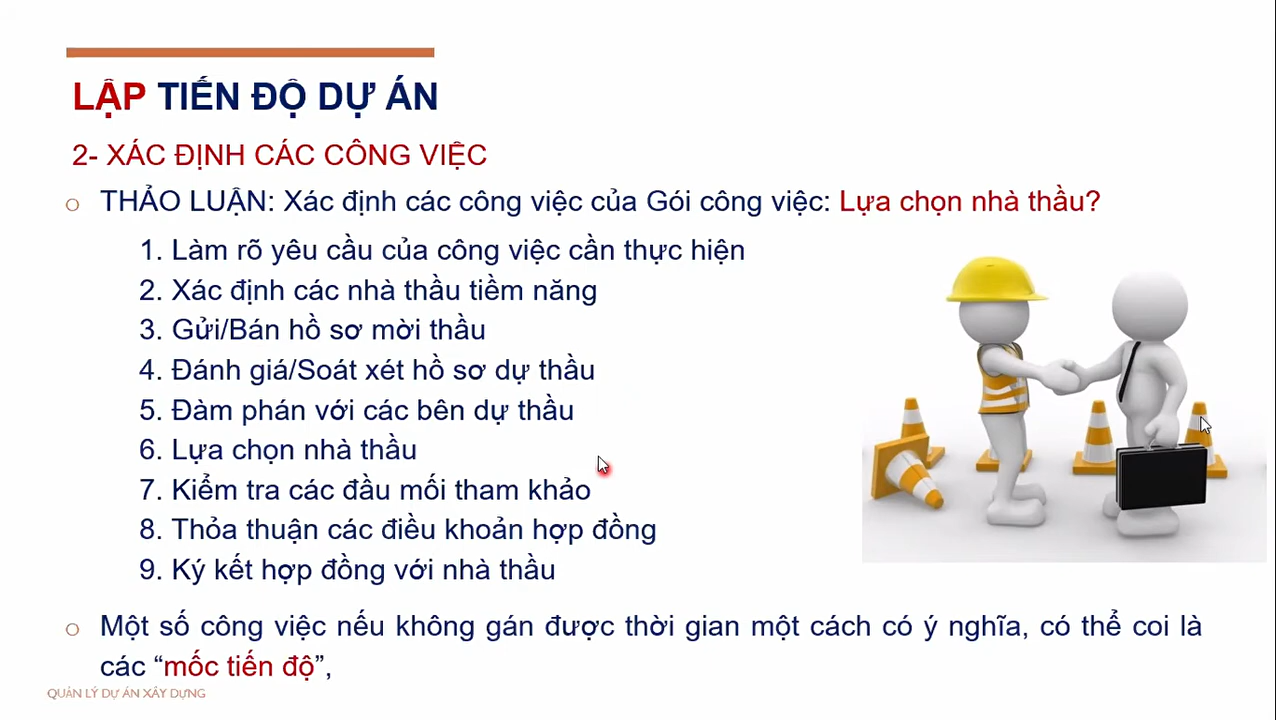 LẬP TIẾN ĐỘ DỰ ÁN
2- XÁC ĐỊNH CÁC CÔNG VIỆC
THẢO LUẬN: Xác định các công việc của Gói công việc: Lựa chọn nhà thầu?
1. Làm rõ yêu cầu của công việc cần thực hiện
2. Xác định các nhà thầu tiềm năng
3. Gửi/Bán hồ sơ mời thầu
4. Đánh giá/Soát xét hồ sơ dự thầu
5. Đàm phán với các bên dự thầu
6. Lựa chọn nhà thầu
7. Kiểm tra các đầu mối tham khảo
8. Thỏa thuận các điều khoản hợp đồng
9. Ký kết hợp đồng với nhà thầu
Một số công việc nếu không gán được thời gian một cách có ý nghĩa, có thể coi là
các “mốc tiến độ”,
QUẢN LÝ DỰ ÁN XÂY DỰNG